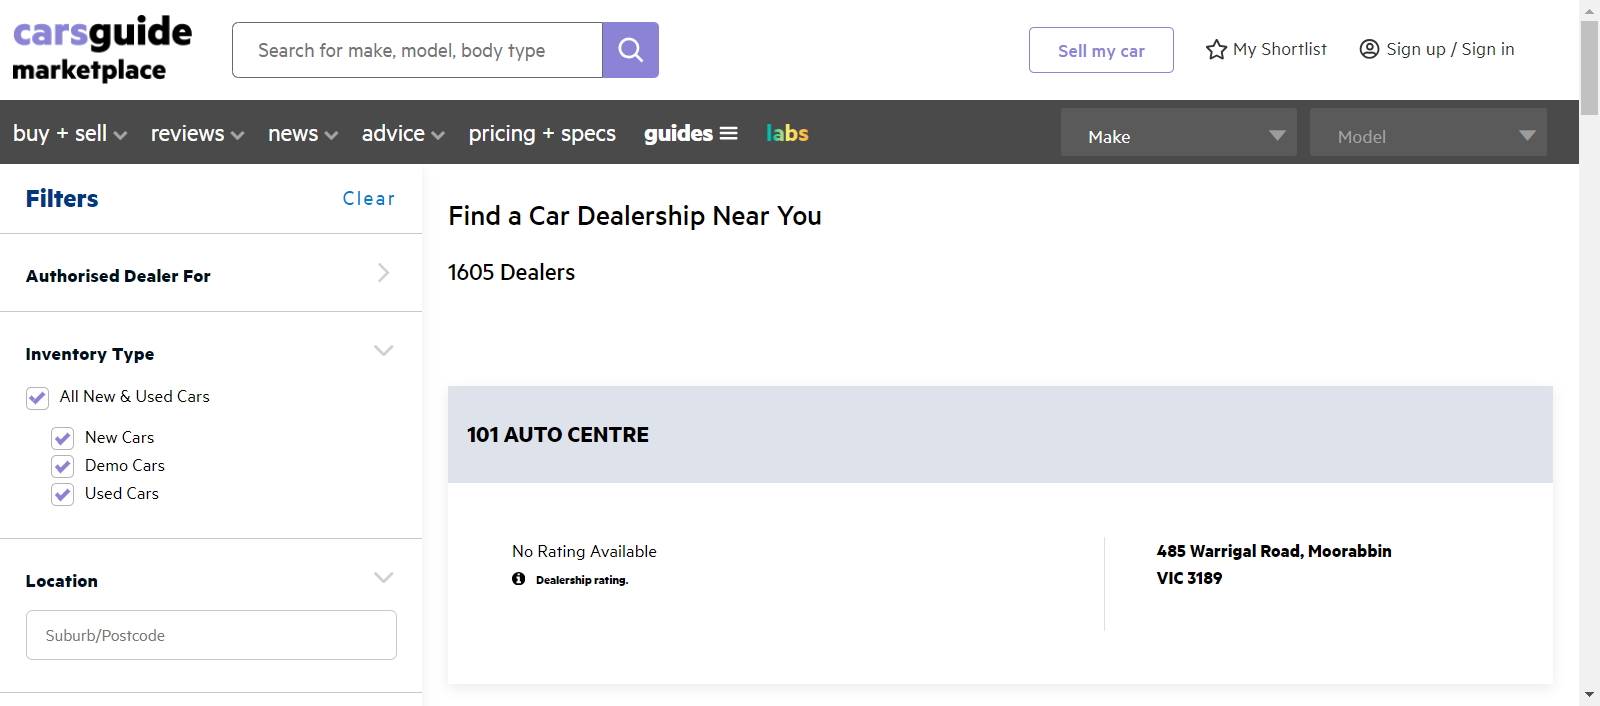 carsguide
marketplace
Search for make, model, body type
Sell my car
My Shortlist
Sign up / Sign in
buy + sell
reviews
news
advice
pricing + specs
guides
labs
Make
Model
Filters
Clear
Authorised Dealer For
Inventory Type
All New & Used Cars
New Cars
Demo Cars
Used Cars
Location
Suburb/Postcode
Find a Car Dealership Near You
1605 Dealers
101 AUTO CENTRE
No Rating Available
Dealership rating.
485 Warrigal Road, Moorabbin
VIC 3189